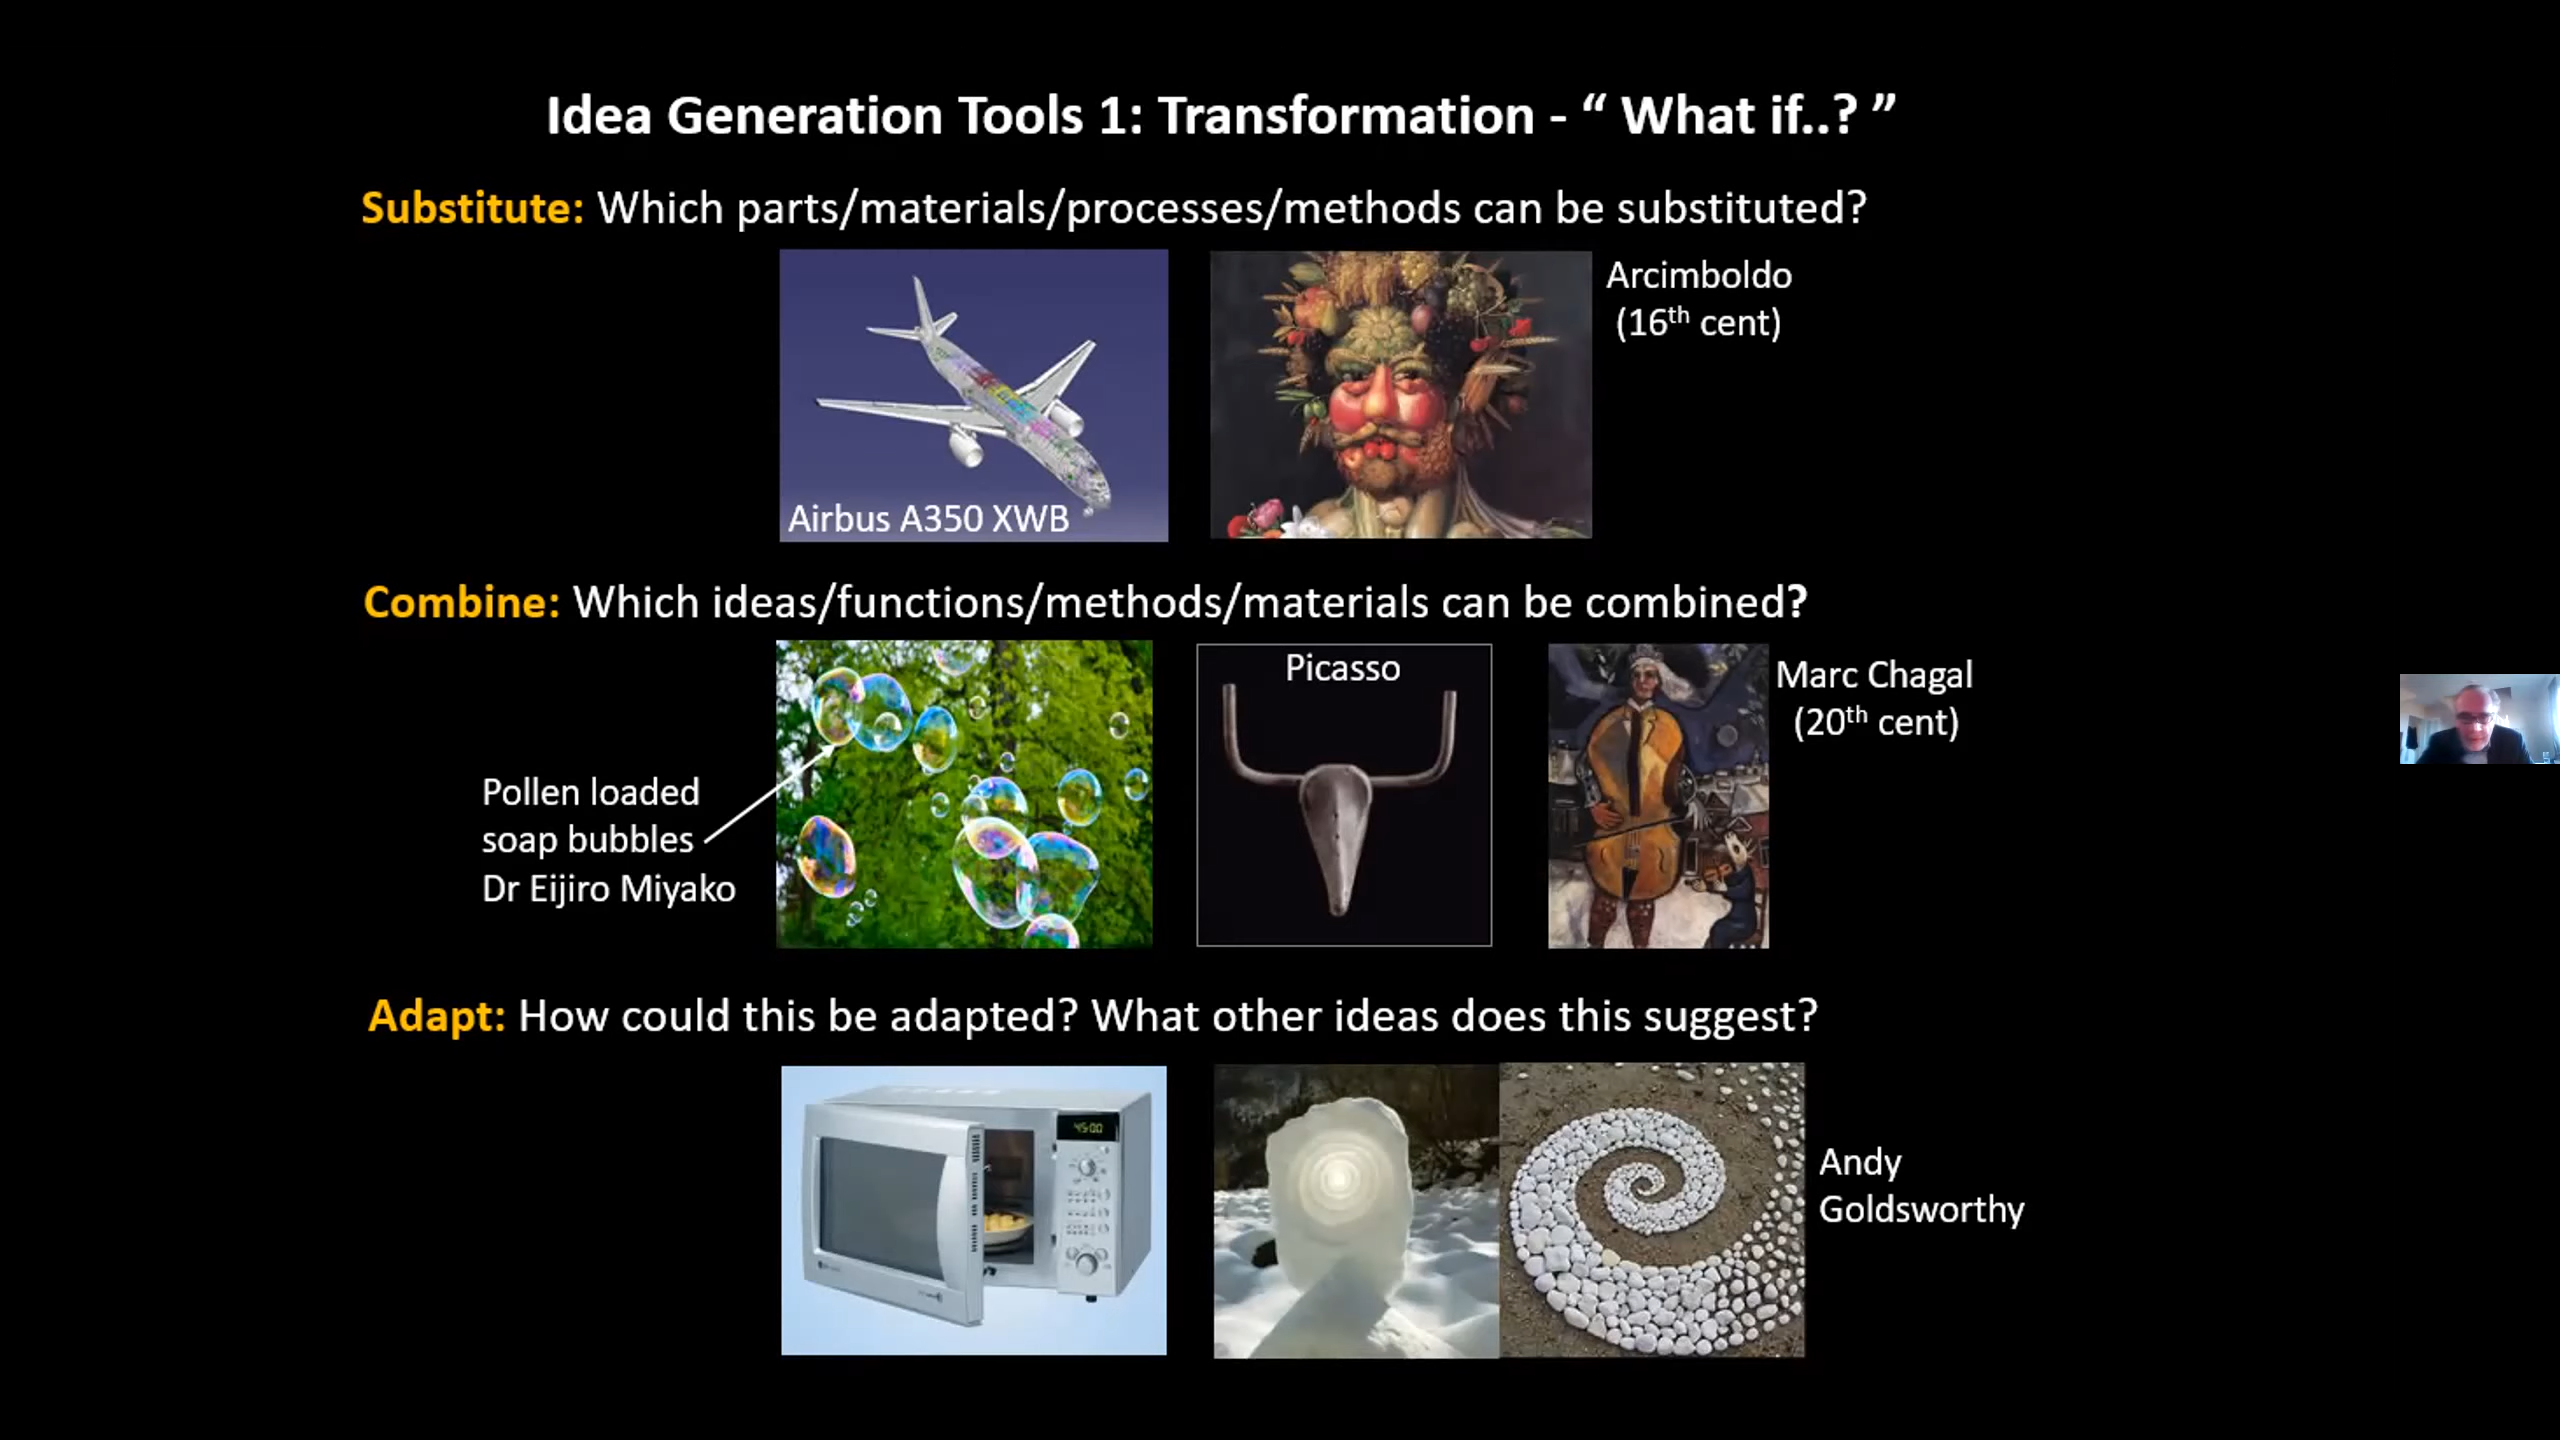 Idea Generation Tools 1: Transformation - “ What if..? ”
Substitute: Which parts/materials/processes/methods can be substituted?
Airbus A350 XWB
Arcimboldo
(16th cent)
Combine: Which ideas/functions/methods/materials can be combined?
Pollen loaded
soap bubbles
Dr Eijiro Miyako
Picasso
Marc Chagal
(20th cent)
Adapt: How could this be adapted? What other ideas does this suggest?
45:00
Andy
Goldsworthy